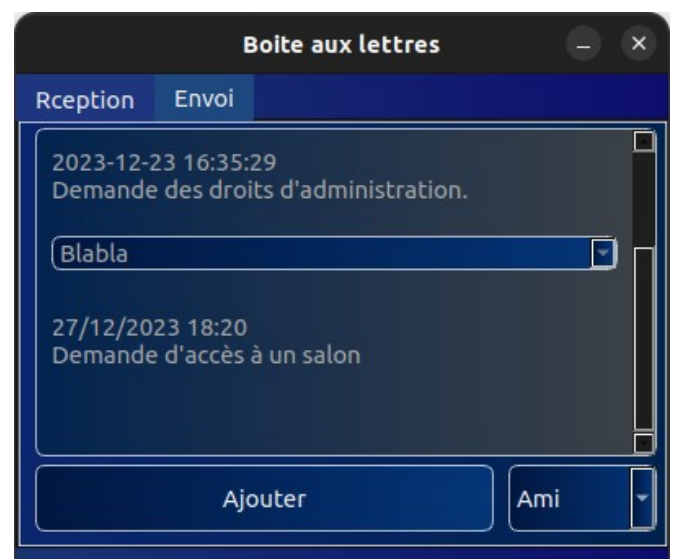 Boite aux lettres
Rception Envoi
2023-12-23 16:35:29
Demande des droits d'administration.
Blabla
27/12/2023 18:20
Demande d'accès à un salon
Ajouter Ami